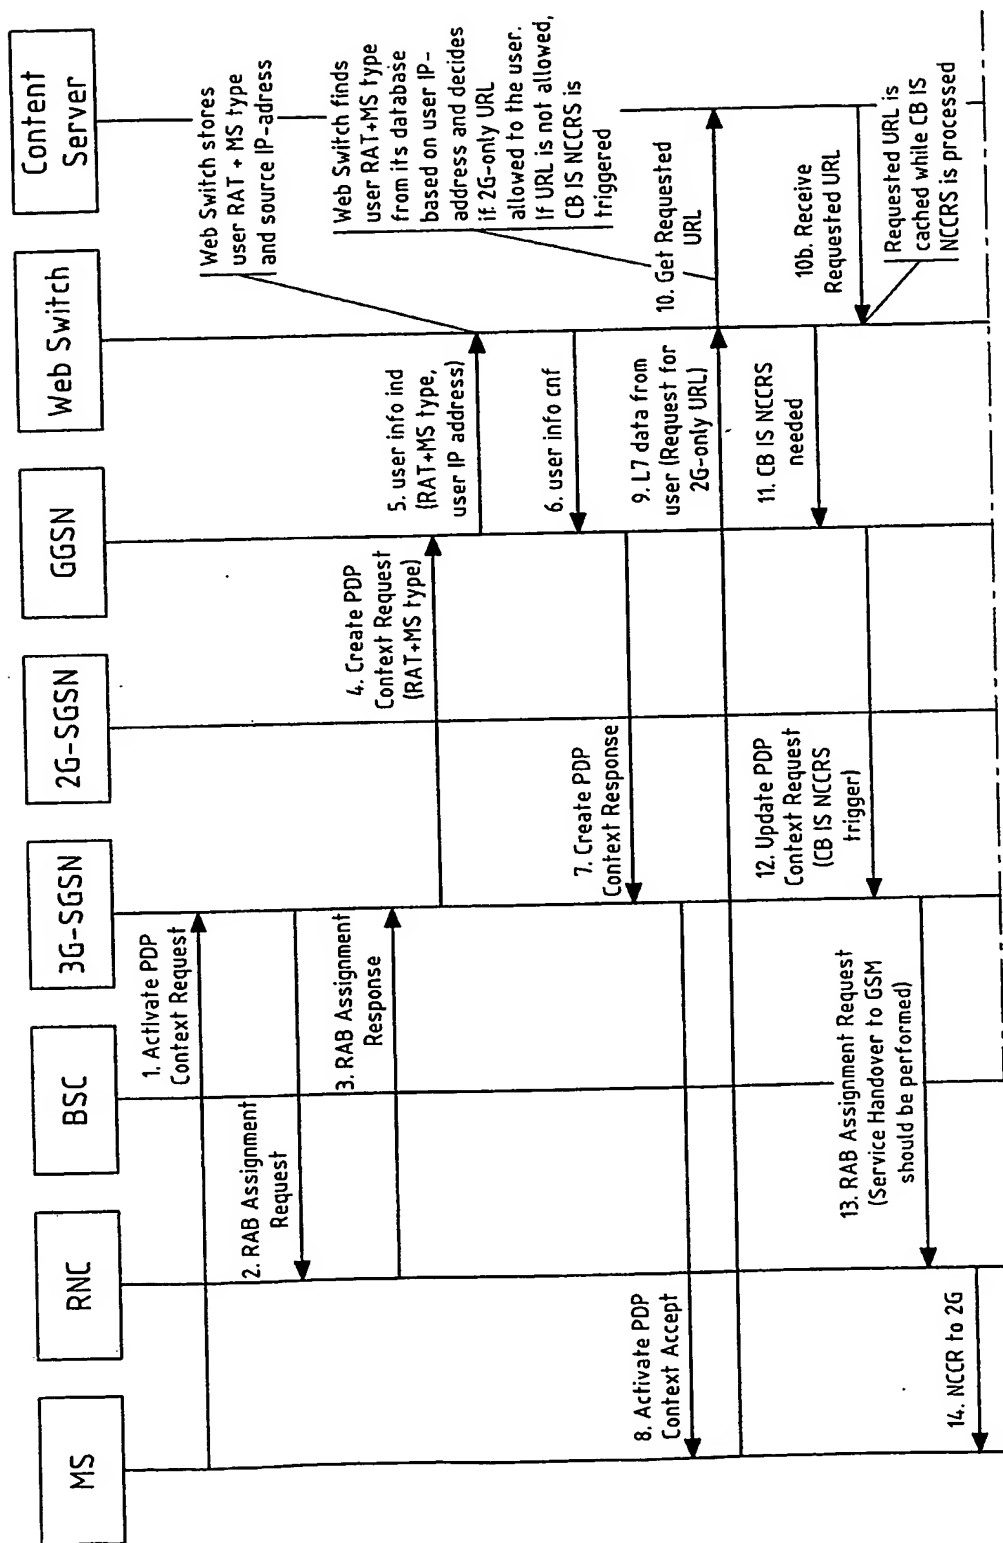 MS
RNC
BSC
3G-SGSN
2G-SGSN
GGSN
Web Switch
Content
Server
1. Activate PDP
Context Request
2. RAB Assignment
Request
3. RAB Assignment
Response
4. Create PDP
Context Request
(RAT+MS type)
5. user info ind
(RAT+MS type,
user IP address)
Web Switch stores
user RAT + MS type
and source IP-adress
6. user info cnf
7. Create PDP
Context Response
8. Activate PDP
Context Accept
9. L7 data from
user (Request for
2G-only URL)
Web Switch finds
user RAT+MS type
from its database
based on user IP-
address and decides
if 2G-only URL
allowed to the user.
If URL is not allowed,
CB IS NCCRS is
triggered
10. Get Requested
URL
10b. Receive
Requested URL
Requested URL is
cached while CB IS
NCCRS is processed
11. CB IS NCCRS
needed
12. Update PDP
Context Request
(CB IS NCCRS
trigger)
13. RAB Assignment Request
(Service Handover to GSM
should be performed)
14. NCCR to 2G